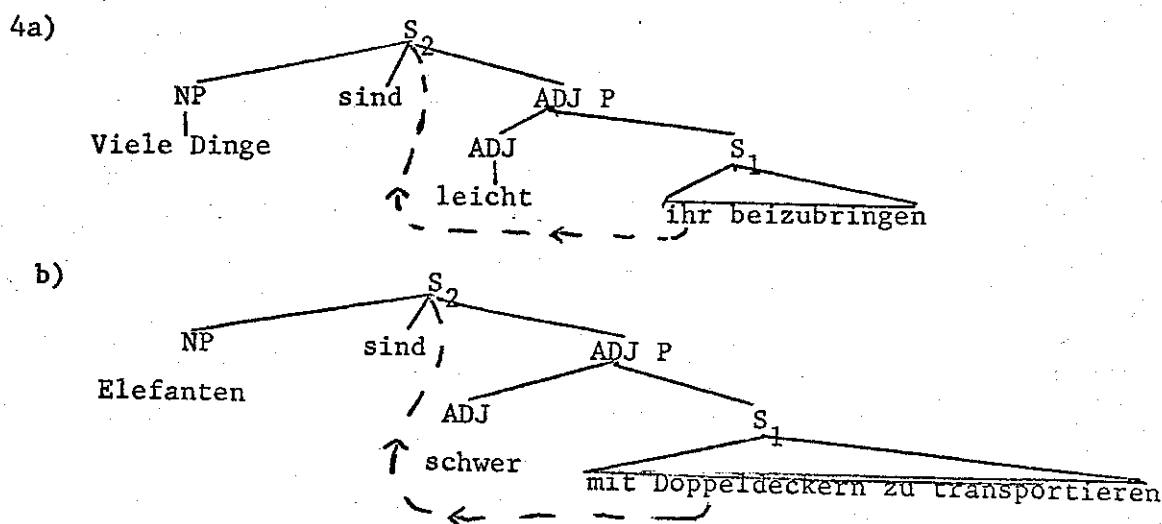 4a)
S2
NP sind ADJ P
Viele Dinge ADJ S1
leicht
ihr beizubringen
b)
S2
NP sind ADJ P
Elefanten ADJ S1
schwer
mit Doppeldeckern zu transportieren